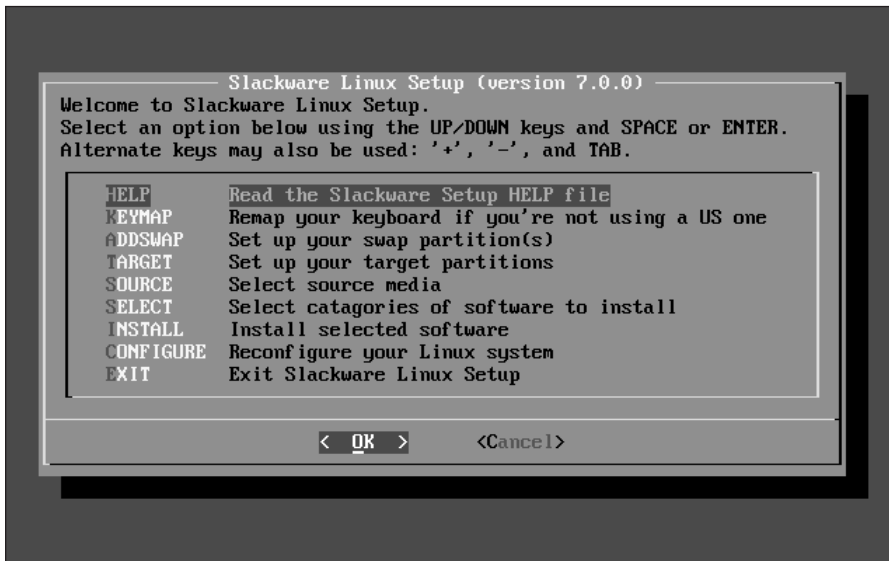 Slackware Linux Setup (version 7.0.0)
Welcome to Slackware Linux Setup.
Select an option below using the UP/DOWN keys and SPACE or ENTER.
Alternate keys may also be used: '+', '-', and TAB.
HELP Read the Slackware Setup HELP file
KEYMAP Remap your keyboard if you're not using a US one
ADDSWAP Set up your swap partition(s)
TARGET Set up your target partitions
SOURCE Select source media
SELECT Select catagories of software to install
INSTALL Install selected software
CONFIGURE Reconfigure your Linux system
EXIT Exit Slackware Linux Setup
< OK > <Cancel>